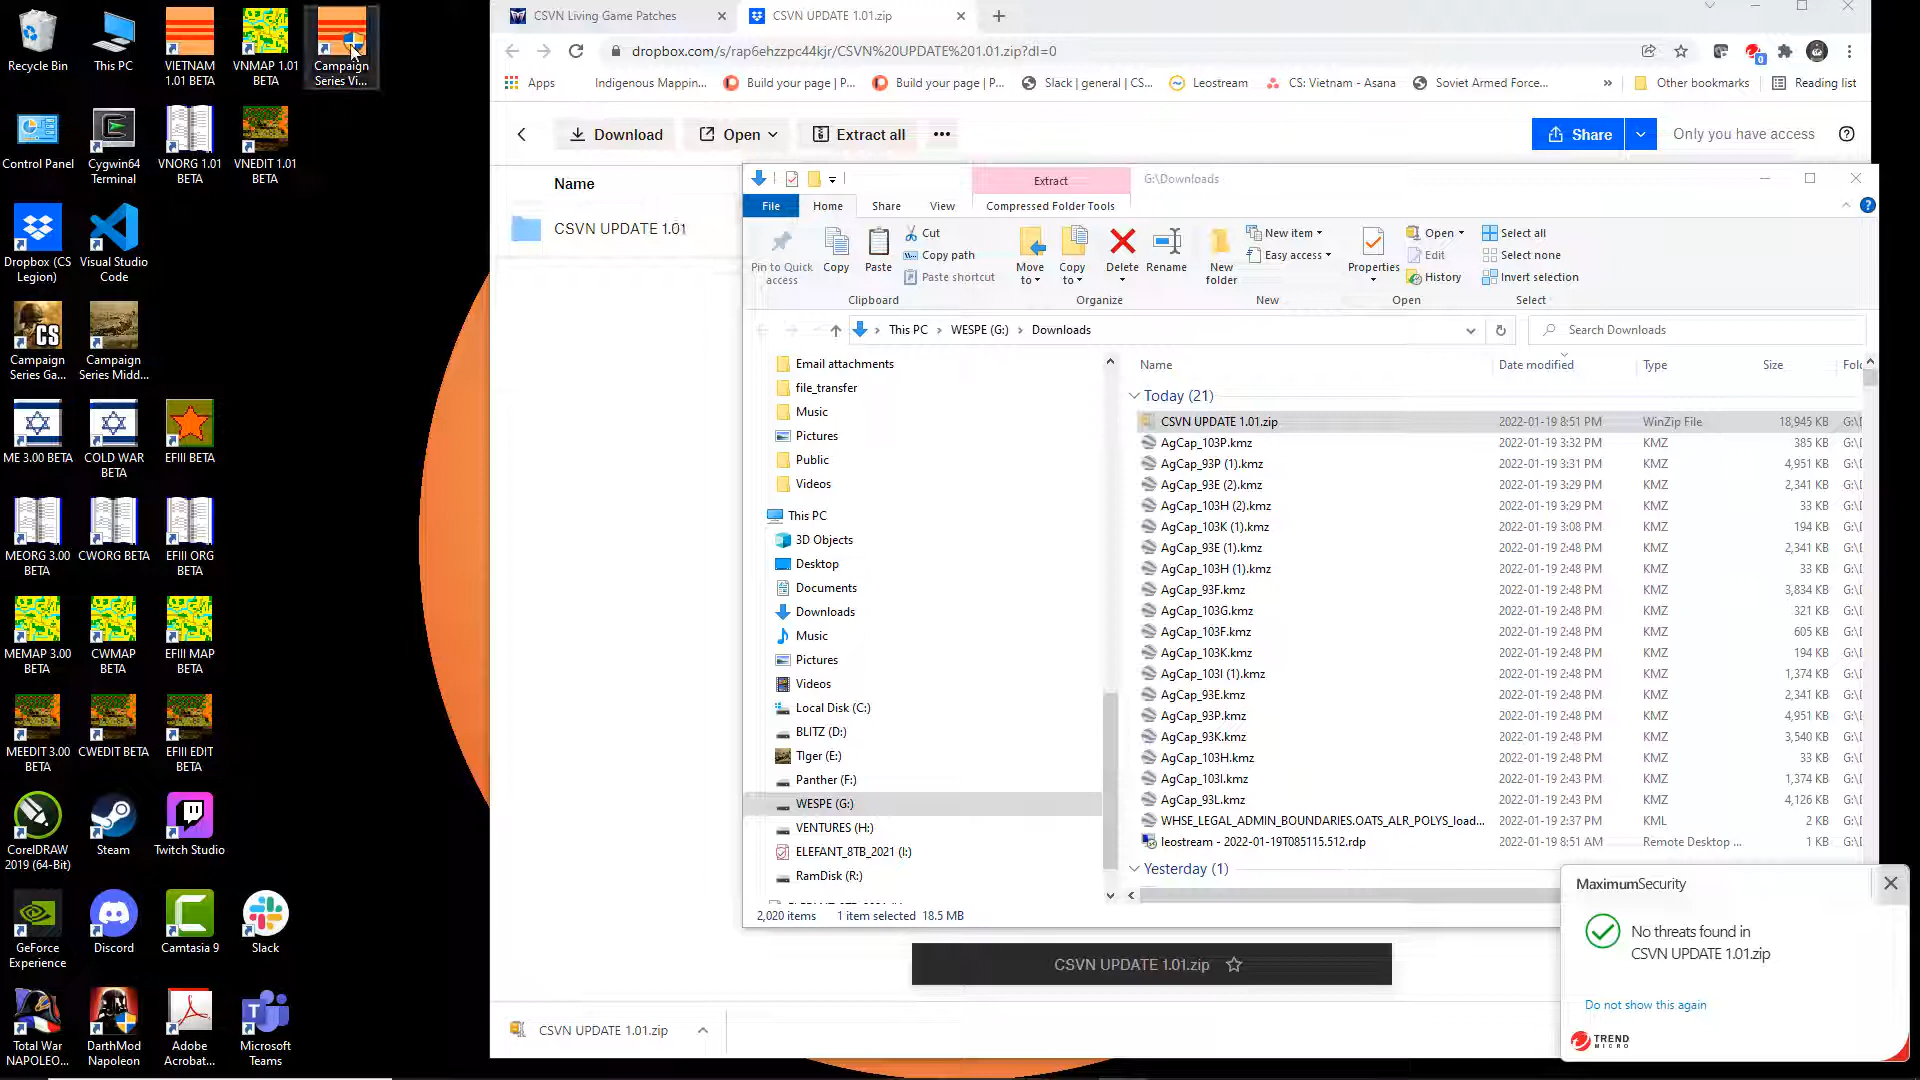 Recycle Bin
This PC
VIETNAM
1.01 BETA
VNMAP 1.01
BETA
Campaign
Series Vi...
Control Panel
Cygwin64
Terminal
VNORG 1.01
BETA
VNEDIT 1.01
BETA
Dropbox (CS
Legion)
Visual Studio
Code
CS
Campaign
Series Ga...
Campaign
Series Midd...
ME 3.00 BETA
COLD WAR
BETA
EFIII BETA
MEORG 3.00
BETA
CWORG BETA
EFIII ORG
BETA
MEMAP 3.00
BETA
CWMAP
BETA
EFIII MAP
BETA
MEEDIT 3.00
BETA
CWEDIT BETA
EFIII EDIT
BETA
CorelDRAW
2019 (64-Bit)
Steam
Twitch Studio
GeForce
Experience
Discord
Camtasia 9
Slack
Total War
NAPOLEO...
DarthMod
Napoleon
Adobe
Acrobat...
Microsoft
Teams
CSVN Living Game Patches
CSVN UPDATE 1.01.zip
dropbox.com/s/rap6ehzzpc44kjr/CSVN%20UPDATE%201.01.zip?dl=0
Apps
Indigenous Mappin...
Build your page | P...
Build your page | P...
Slack | general | CS...
Leostream
CS: Vietnam - Asana
Soviet Armed Force...
»
Other bookmarks
Reading list
Download
Open
Extract all
Share
Only you have access
Name
CSVN UPDATE 1.01
Extract
G:\Downloads
File
Home
Share
View
Compressed Folder Tools
Pin to Quick
access
Copy
Paste
Cut
Copy path
Paste shortcut
Clipboard
Move
to
Copy
to
Delete
Rename
Organize
New
folder
New item
Easy access
New
Properties
Open
Edit
History
Open
Select all
Select none
Invert selection
Select
This PC > WESPE (G:) > Downloads
Search Downloads
Email attachments
file_transfer
Music
Pictures
Public
Videos
This PC
3D Objects
Desktop
Documents
Downloads
Music
Pictures
Videos
Local Disk (C:)
BLITZ (D:)
TIger (E:)
Panther (F:)
WESPE (G:)
VENTURES (H:)
ELEFANT_8TB_2021 (I:)
RamDisk (R:)
Name Date modified Type Size
Today (21)
CSVN UPDATE 1.01.zip 2022-01-19 8:51 PM WinZip File 18,945 KB G:\
AgCap_103P.kmz 2022-01-19 3:32 PM KMZ 385 KB G:\
AgCap_93P (1).kmz 2022-01-19 3:31 PM KMZ 4,951 KB G:\
AgCap_93E (2).kmz 2022-01-19 3:29 PM KMZ 2,341 KB G:\
AgCap_103H (2).kmz 2022-01-19 3:29 PM KMZ 33 KB G:\
AgCap_103K (1).kmz 2022-01-19 3:08 PM KMZ 194 KB G:\
AgCap_93E (1).kmz 2022-01-19 2:48 PM KMZ 2,341 KB G:\
AgCap_103H (1).kmz 2022-01-19 2:48 PM KMZ 33 KB G:\
AgCap_93F.kmz 2022-01-19 2:48 PM KMZ 3,834 KB G:\
AgCap_103G.kmz 2022-01-19 2:48 PM KMZ 321 KB G:\
AgCap_103F.kmz 2022-01-19 2:48 PM KMZ 605 KB G:\
AgCap_103K.kmz 2022-01-19 2:48 PM KMZ 194 KB G:\
AgCap_103I (1).kmz 2022-01-19 2:48 PM KMZ 1,374 KB G:\
AgCap_93E.kmz 2022-01-19 2:48 PM KMZ 2,341 KB G:\
AgCap_93P.kmz 2022-01-19 2:48 PM KMZ 4,951 KB G:\
AgCap_93K.kmz 2022-01-19 2:48 PM KMZ 3,540 KB G:\
AgCap_103H.kmz 2022-01-19 2:48 PM KMZ 33 KB G:\
AgCap_103I.kmz 2022-01-19 2:43 PM KMZ 1,374 KB G:\
AgCap_93L.kmz 2022-01-19 2:43 PM KMZ 4,126 KB G:\
WHSE_LEGAL_ADMIN_BOUNDARIES.OATS_ALR_POLYS_load... 2022-01-19 2:37 PM KML 2 KB G:\
leostream - 2022-01-19T085115.512.rdp 2022-01-19 8:51 AM Remote Desktop ... 1 KB G:\
Yesterday (1)
2,020 items 1 item selected 18.5 MB
CSVN UPDATE 1.01.zip
CSVN UPDATE 1.01.zip
MaximumSecurity
No threats found in
CSVN UPDATE 1.01.zip
Do not show this again
TREND
MICRO